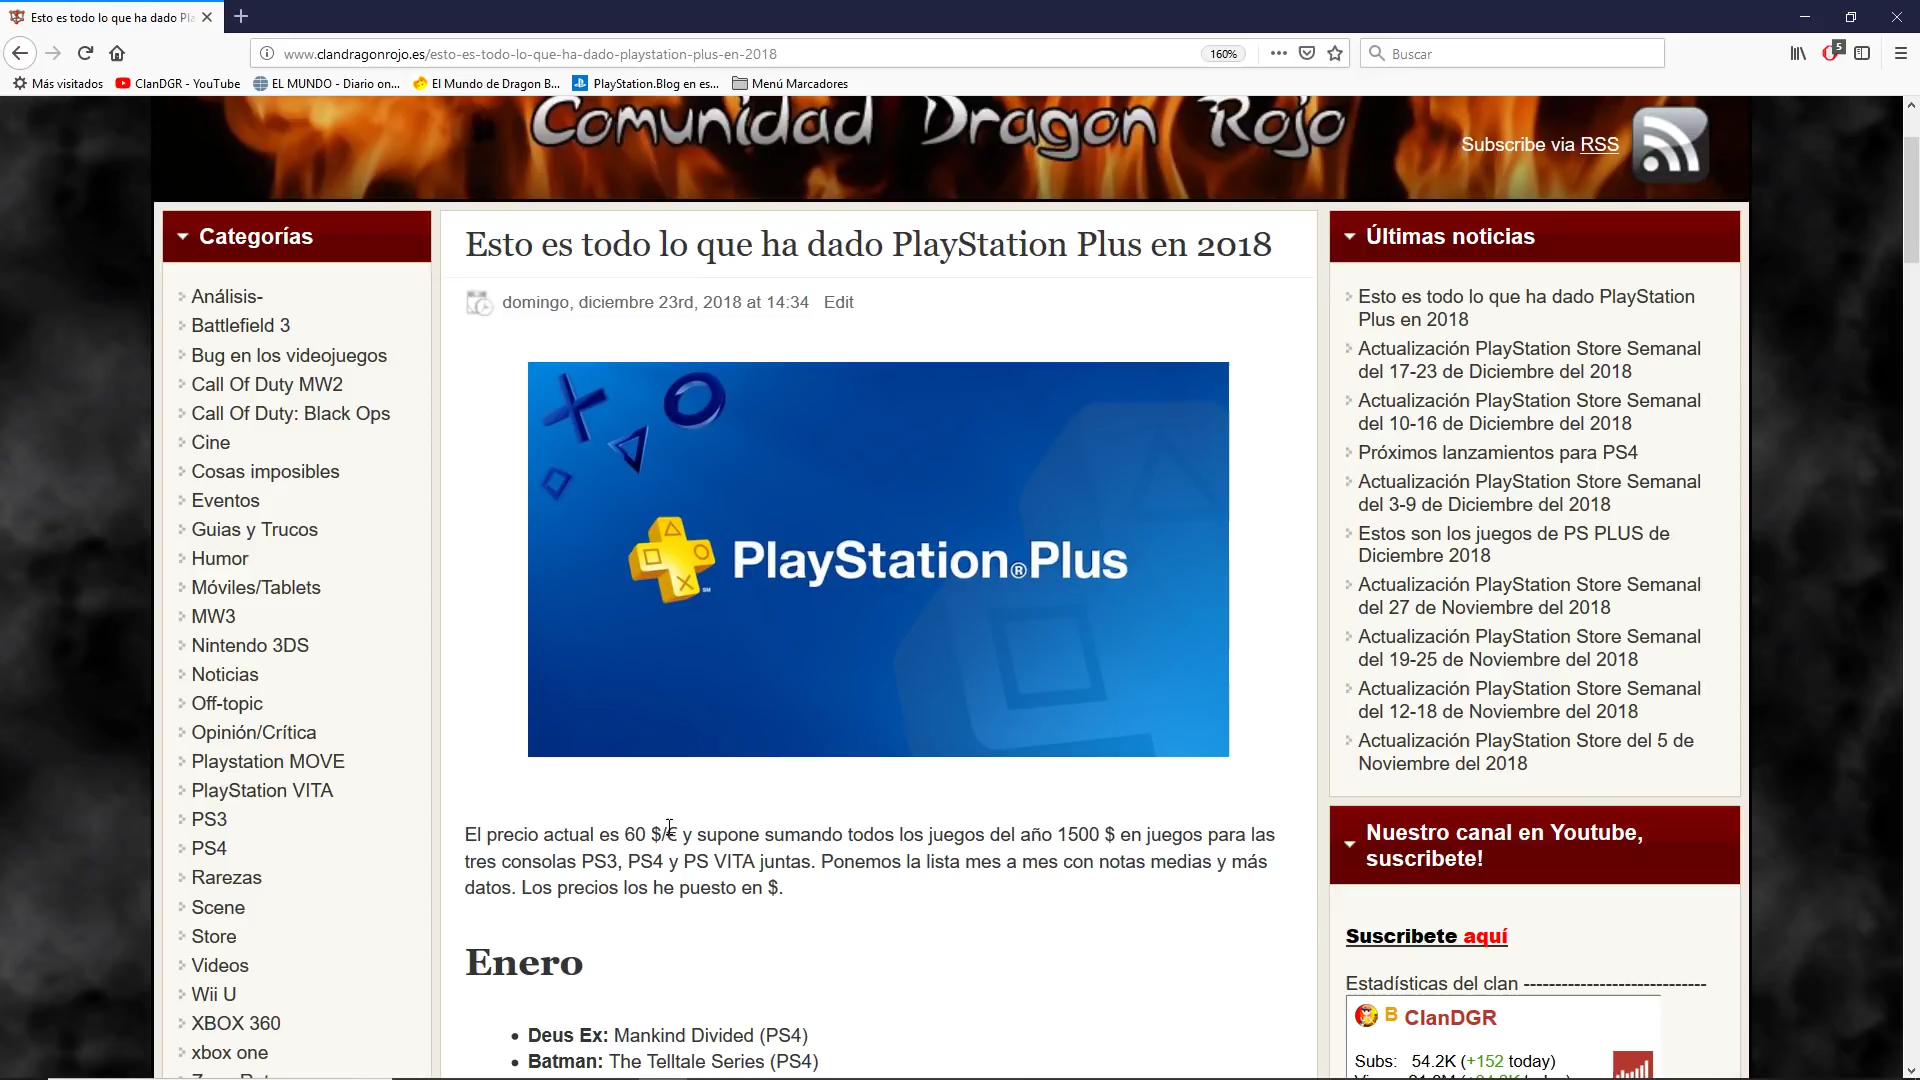 Esto es todo lo que ha dado Pla
www.clandragonrojo.es/esto-es-todo-lo-que-ha-dado-playstation-plus-en-2018
160%
Buscar
5
Más visitados
ClanDGR - YouTube
EL MUNDO - Diario on...
El Mundo de Dragon B...
PlayStation.Blog en es...
Menú Marcadores
Comunidad Dragon Rojo
Subscribe via RSS
Categorías
Análisis-
Battlefield 3
Bug en los videojuegos
Call Of Duty MW2
Call Of Duty: Black Ops
Cine
Cosas imposibles
Eventos
Guias y Trucos
Humor
Móviles/Tablets
MW3
Nintendo 3DS
Noticias
Off-topic
Opinión/Crítica
Playstation MOVE
PlayStation VITA
PS3
PS4
Rarezas
Scene
Store
Videos
Wii U
XBOX 360
xbox one
Esto es todo lo que ha dado PlayStation Plus en 2018
domingo, diciembre 23rd, 2018 at 14:34 Edit
PlayStation®Plus
El precio actual es 60 $/€ y supone sumando todos los juegos del año 1500 $ en juegos para las
tres consolas PS3, PS4 y PS VITA juntas. Ponemos la lista mes a mes con notas medias y más
datos. Los precios los he puesto en $.
Enero
• Deus Ex: Mankind Divided (PS4)
• Batman: The Telltale Series (PS4)
Últimas noticias
Esto es todo lo que ha dado PlayStation
Plus en 2018
Actualización PlayStation Store Semanal
del 17-23 de Diciembre del 2018
Actualización PlayStation Store Semanal
del 10-16 de Diciembre del 2018
Próximos lanzamientos para PS4
Actualización PlayStation Store Semanal
del 3-9 de Diciembre del 2018
Estos son los juegos de PS PLUS de
Diciembre 2018
Actualización PlayStation Store Semanal
del 27 de Noviembre del 2018
Actualización PlayStation Store Semanal
del 19-25 de Noviembre del 2018
Actualización PlayStation Store Semanal
del 12-18 de Noviembre del 2018
Actualización PlayStation Store del 5 de
Noviembre del 2018
Nuestro canal en Youtube,
suscribete!
Suscribete aquí
Estadísticas del clan ----------------------------
B ClanDGR
Subs: 54.2K (+152 today)